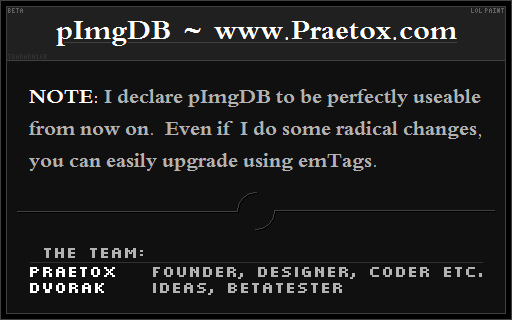 BETA
LOL PAINT
pImgDB ~ www.Praetox.com
NOTE: I declare pImgDB to be perfectly useable
from now on. Even if I do some radical changes,
you can easily upgrade using emTags.
THE TEAM:
PRAETOX FOUNDER, DESIGNER, CODER ETC.
DVORAK IDEAS, BETATESTER